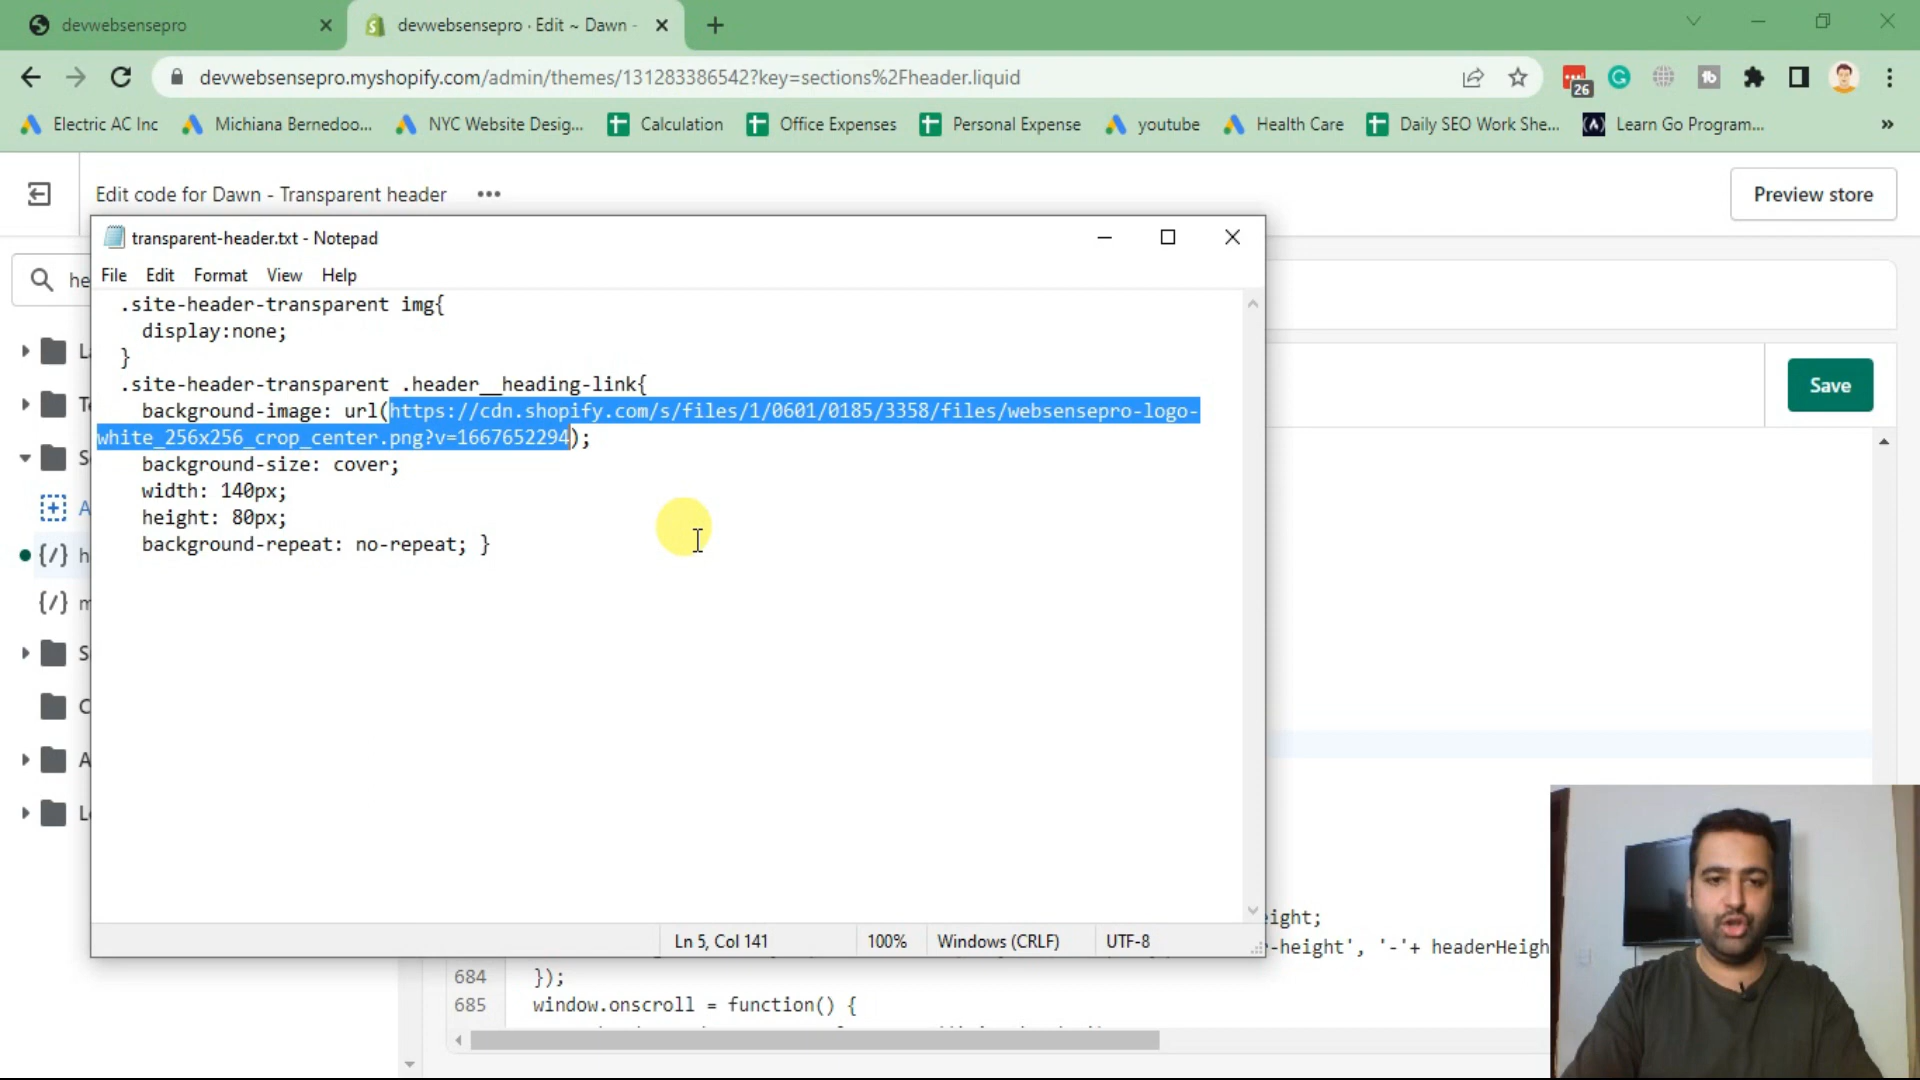 devwebsensepro
devwebsensepro · Edit ~ Dawn -
devwebsensepro.myshopify.com/admin/themes/131283386542?key=sections%2Fheader.liquid
26
Electric AC Inc
Michiana Bernedoo...
NYC Website Desig...
Calculation
Office Expenses
Personal Expense
youtube
Health Care
Daily SEO Work She...
Learn Go Program...
Edit code for Dawn - Transparent header
Preview store
transparent-header.txt - Notepad
File Edit Format View Help
he
.site-header-transparent img{
display:none;
}
.site-header-transparent .header__heading-link{
background-image: url(https://cdn.shopify.com/s/files/1/0601/0185/3358/files/websensepro-logo-
white_256x256_crop_center.png?v=1667652294);
background-size: cover;
width: 140px;
height: 80px;
background-repeat: no-repeat; }
Save
Ln 5, Col 141
100%
Windows (CRLF)
UTF-8
eight;
-height', '-'+ headerHeigh
684 });
685 window.onscroll = function() {